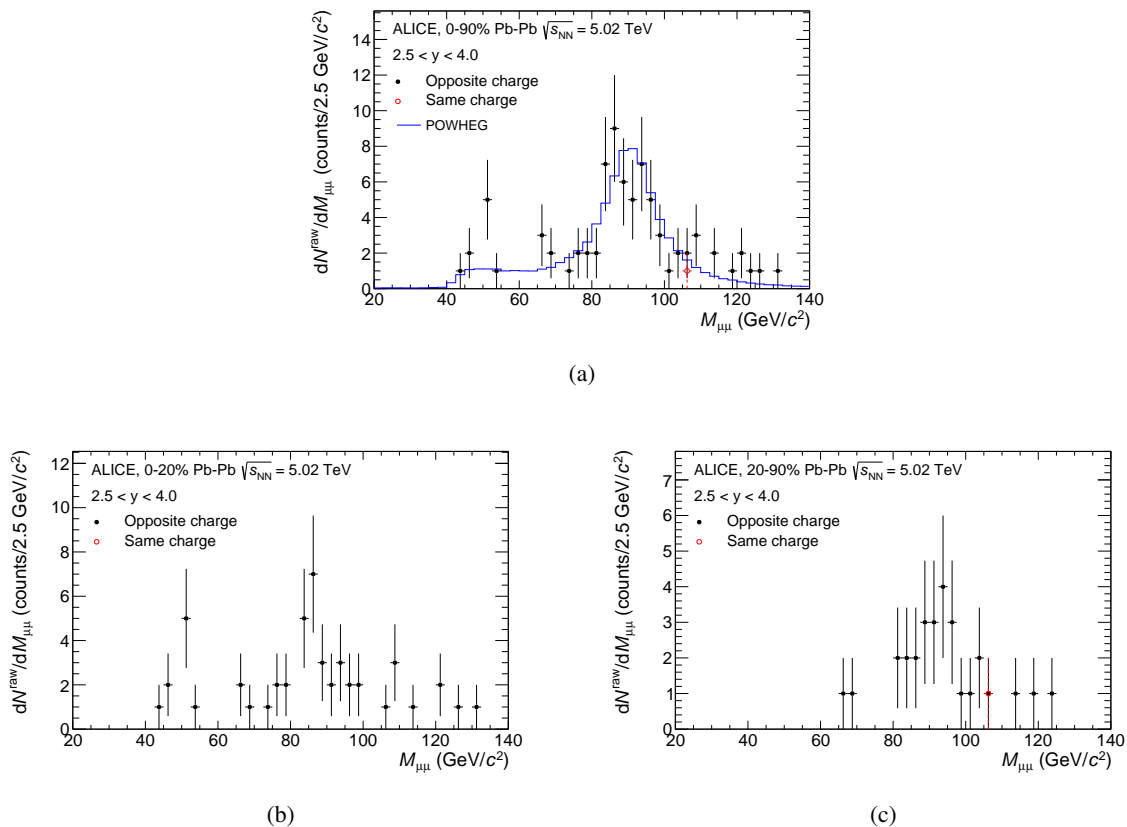 ALICE, 0-90% Pb-Pb √sNN = 5.02 TeV
2.5 < y < 4.0
Opposite charge
Same charge
POWHEG
dN^raw/dMμμ (counts/2.5 GeV/c²)
0 2 4 6 8 10 12 14
20 40 60 80 100 120 140
Mμμ (GeV/c²)
(a)
ALICE, 0-20% Pb-Pb √sNN = 5.02 TeV
2.5 < y < 4.0
Opposite charge
Same charge
dN^raw/dMμμ (counts/2.5 GeV/c²)
0 2 4 6 8 10 12
20 40 60 80 100 120 140
Mμμ (GeV/c²)
(b)
ALICE, 20-90% Pb-Pb √sNN = 5.02 TeV
2.5 < y < 4.0
Opposite charge
Same charge
dN^raw/dMμμ (counts/2.5 GeV/c²)
0 1 2 3 4 5 6 7
20 40 60 80 100 120 140
Mμμ (GeV/c²)
(c)